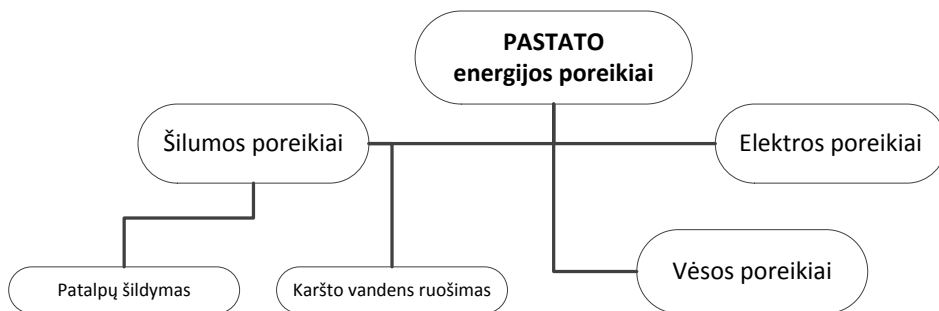 PASTATO
energijos poreikiai
Šilumos poreikiai
Elektros poreikiai
Vėsos poreikiai
Patalpų šildymas
Karšto vandens ruošimas